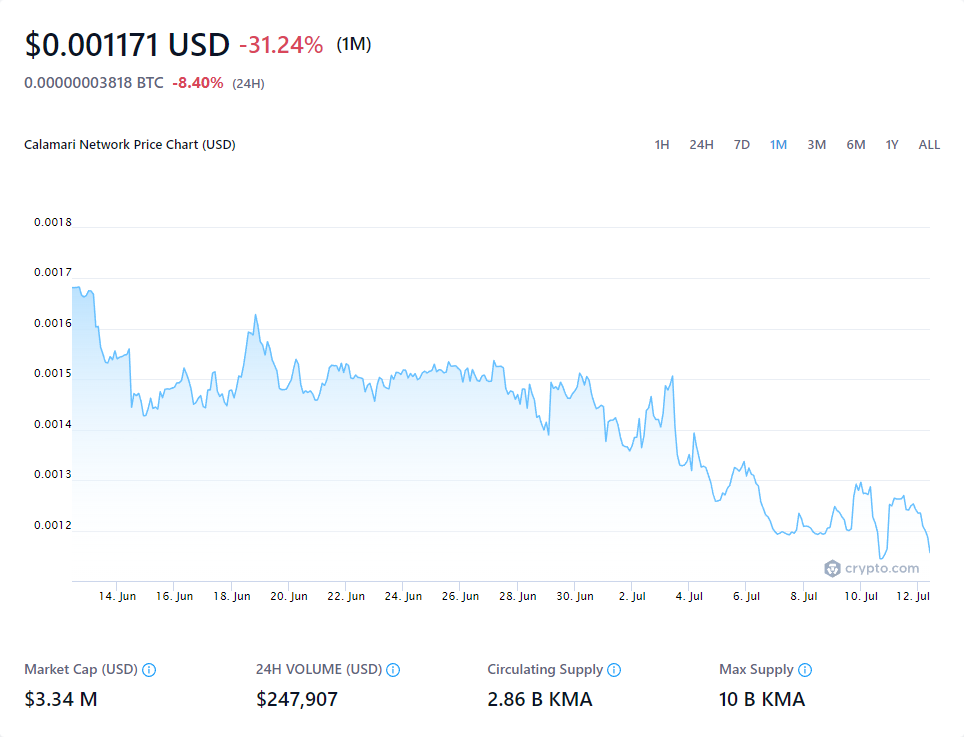 $0.001171 USD -31.24% (1M)
0.00000003818 BTC -8.40% (24H)
Calamari Network Price Chart (USD)
1H 24H 7D 1M 3M 6M 1Y ALL
0.0018
0.0017
0.0016
0.0015
0.0014
0.0013
0.0012
crypto.com
14. Jun 16. Jun 18. Jun 20. Jun 22. Jun 24. Jun 26. Jun 28. Jun 30. Jun 2. Jul 4. Jul 6. Jul 8. Jul 10. Jul 12. Jul
Market Cap (USD) 24H VOLUME (USD) Circulating Supply Max Supply
$3.34 M $247,907 2.86 B KMA 10 B KMA